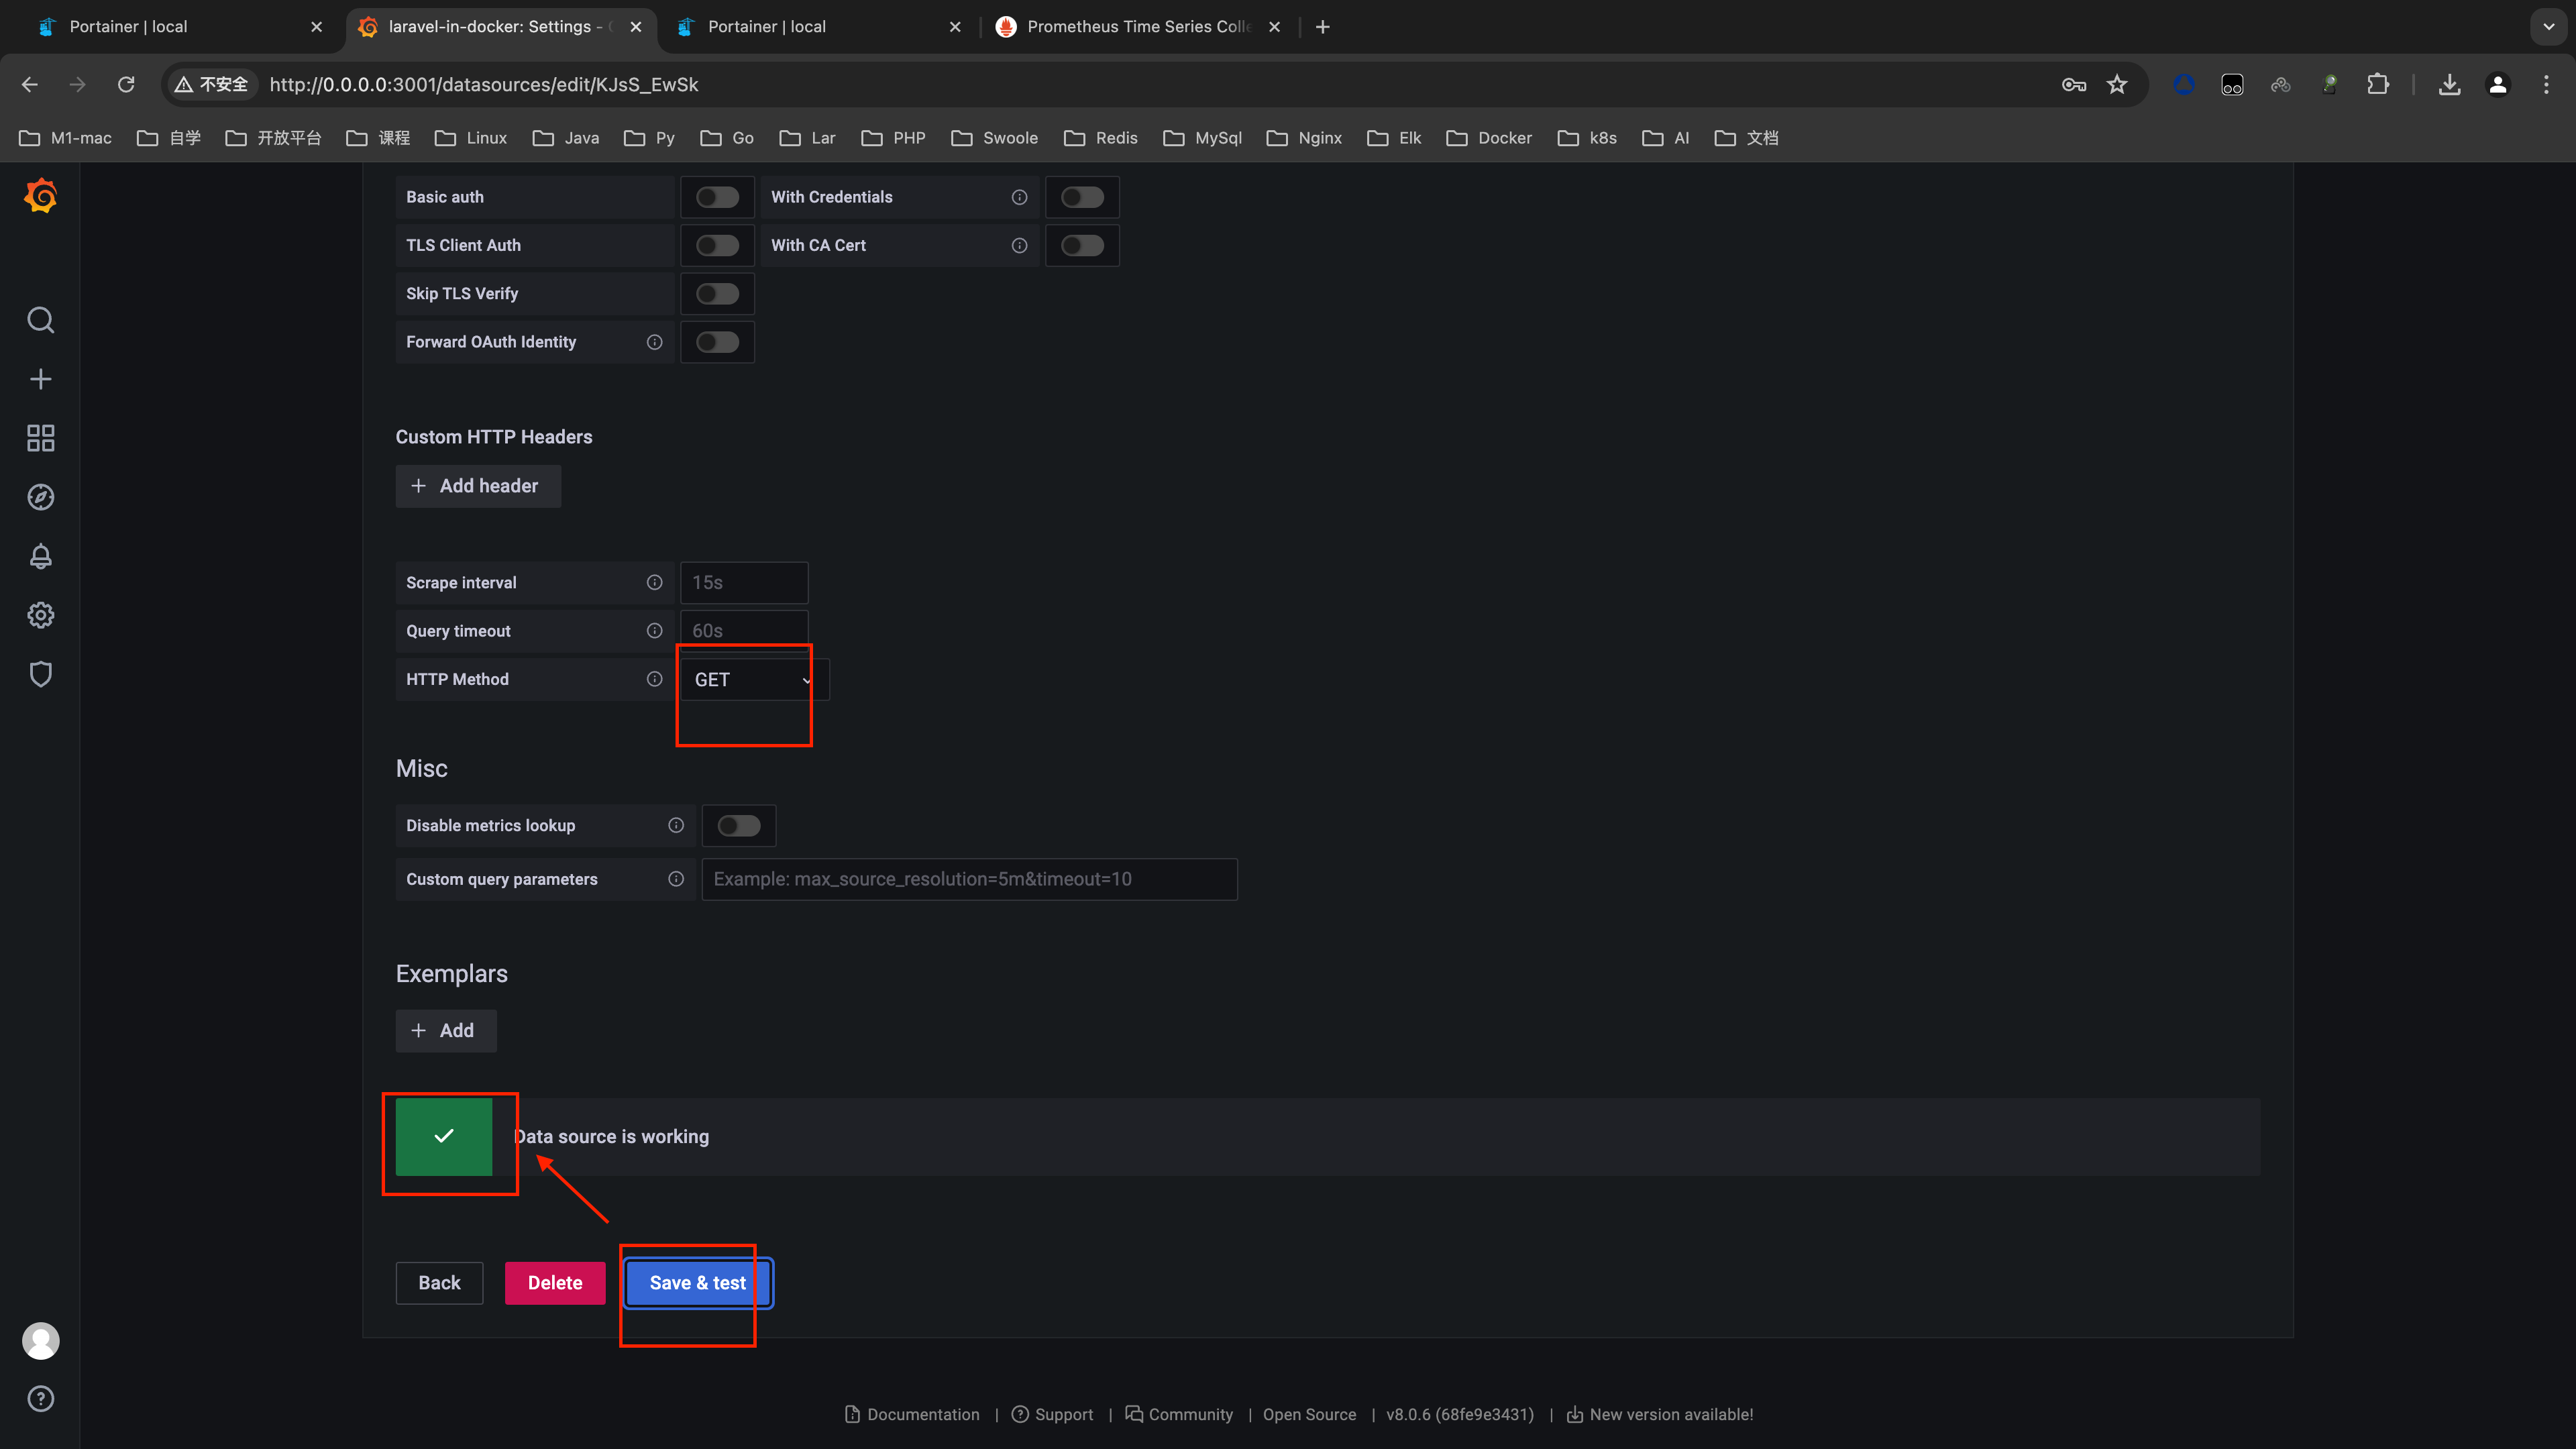 Portainer | local
laravel-in-docker: Settings -
Portainer | local
Prometheus Time Series Colle
不安全 http://0.0.0.0:3001/datasources/edit/KJsS_EwSk
M1-mac 自学 开放平台 课程 Linux Java Py Go Lar PHP Swoole Redis MySql Nginx Elk Docker k8s AI 文档
Basic auth With Credentials
TLS Client Auth With CA Cert
Skip TLS Verify
Forward OAuth Identity
Custom HTTP Headers
Add header
Scrape interval 15s
Query timeout 60s
HTTP Method GET
Misc
Disable metrics lookup
Custom query parameters Example: max_source_resolution=5m&timeout=10
Exemplars
Add
Data source is working
Back Delete Save & test
Documentation | Support | Community | Open Source | v8.0.6 (68fe9e3431) | New version available!